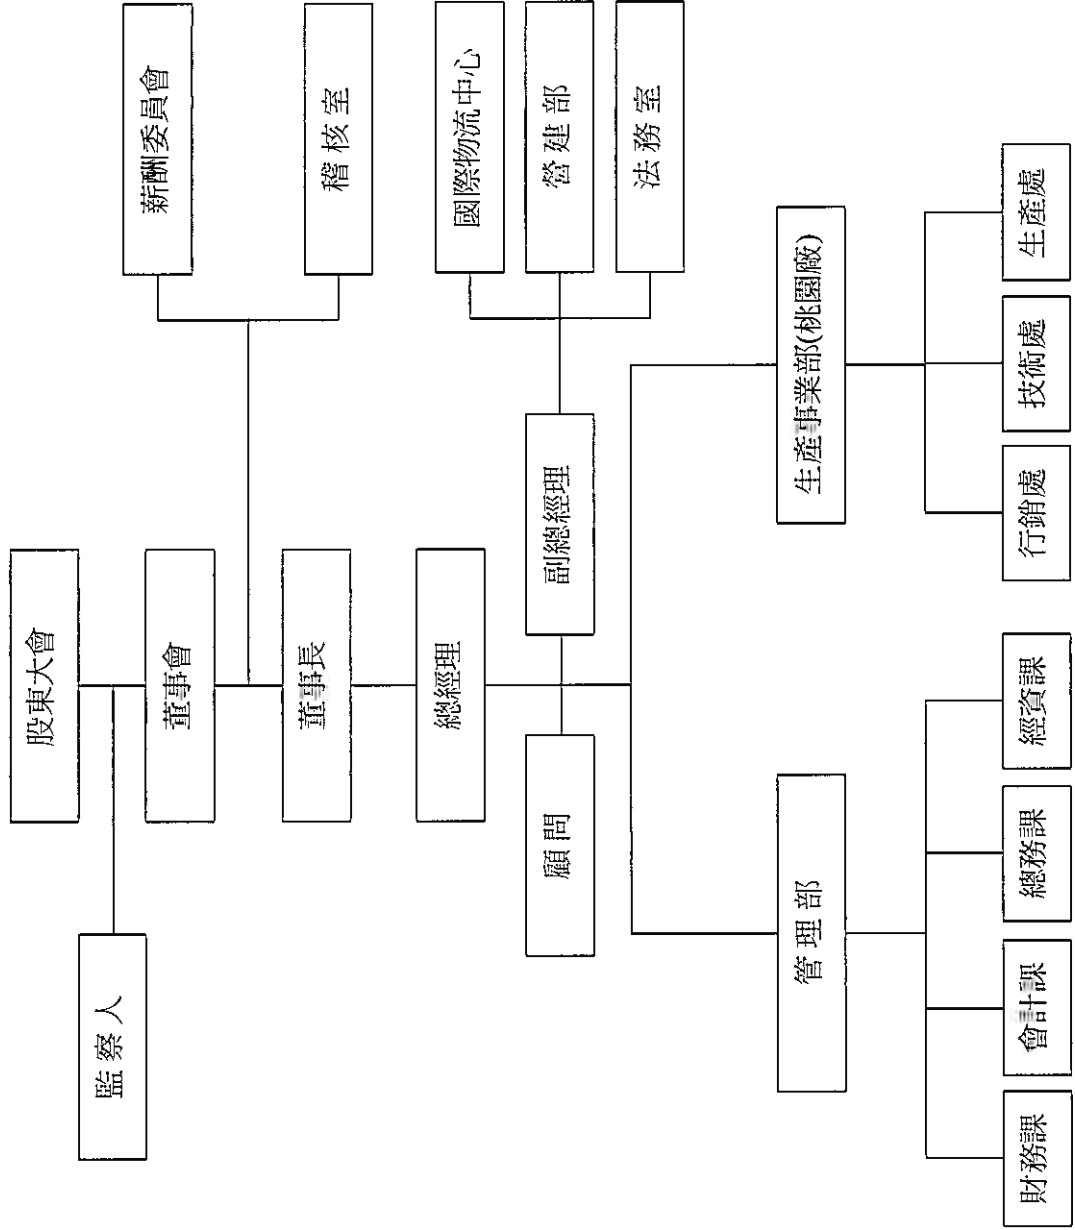 股東大會
監察人
董事會
薪酬委員會
稽核室
董事長
總經理
顧問
副總經理
國際物流中心
營建部
法務室
管理部
生產事業部(桃園廠)
財務課
會計課
總務課
經資課
行銷處
技術處
生產處